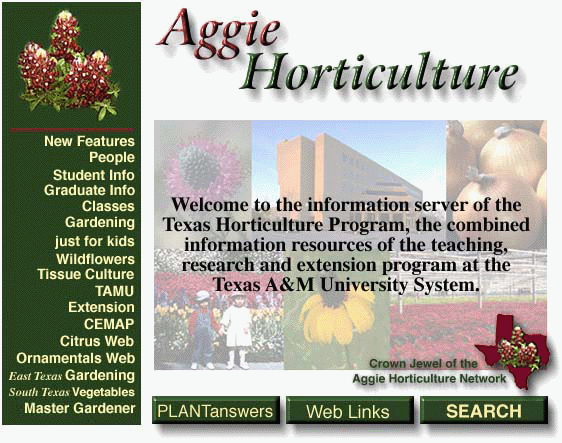 Aggie
Horticulture
New Features
People
Student Info
Graduate Info
Classes
Gardening
just for kids
Wildflowers
Tissue Culture
TAMU
Extension
CEMAP
Citrus Web
Ornamentals Web
East Texas Gardening
South Texas Vegetables
Master Gardener
Welcome to the information server of the
Texas Horticulture Program, the combined
information resources of the teaching,
research and extension program at the
Texas A&M University System.
Crown Jewel of the
Aggie Horticulture Network
PLANTanswers
Web Links
SEARCH